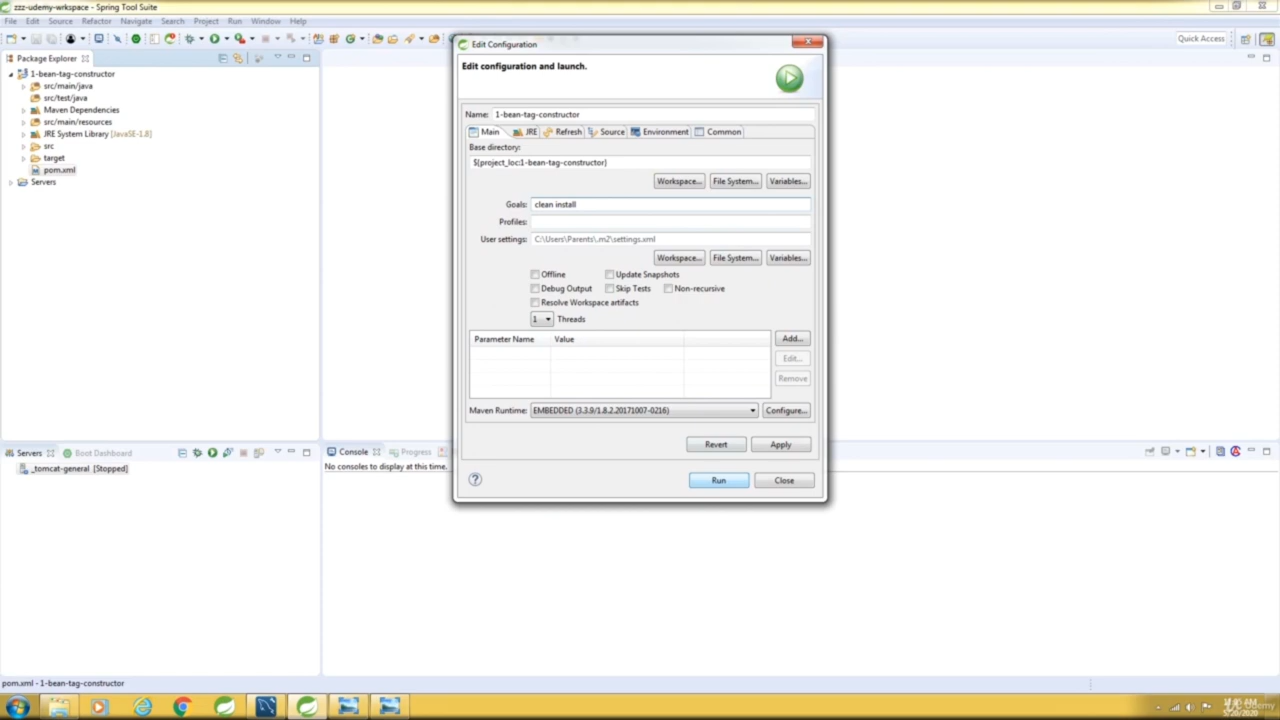 zzz-udemy-wrkspace - Spring Tool Suite
File Edit Source Refactor Navigate Search Project Run Window Help
Quick Access
Package Explorer
1-bean-tag-constructor
src/main/java
src/test/java
Maven Dependencies
src/main/resources
JRE System Library [JavaSE-1.8]
src
target
pom.xml
Servers
Edit Configuration
Edit configuration and launch.
Name: 1-bean-tag-constructor
Main JRE Refresh Source Environment Common
Base directory:
${project_loc:1-bean-tag-constructor}
Workspace... File System... Variables...
Goals: clean install
Profiles:
User settings: C:\Users\Parents\.m2\settings.xml
Workspace... File System... Variables...
Offline Update Snapshots
Debug Output Skip Tests Non-recursive
Resolve Workspace artifacts
1 Threads
Parameter Name Value
Add...
Edit...
Remove
Maven Runtime: EMBEDDED (3.3.9/1.8.2.20171007-0216) Configure...
Revert Apply
Run Close
Servers Boot Dashboard
_tomcat-general [Stopped]
Console Progress
No consoles to display at this time.
pom.xml - 1-bean-tag-constructor
Udemy
5/20/2020